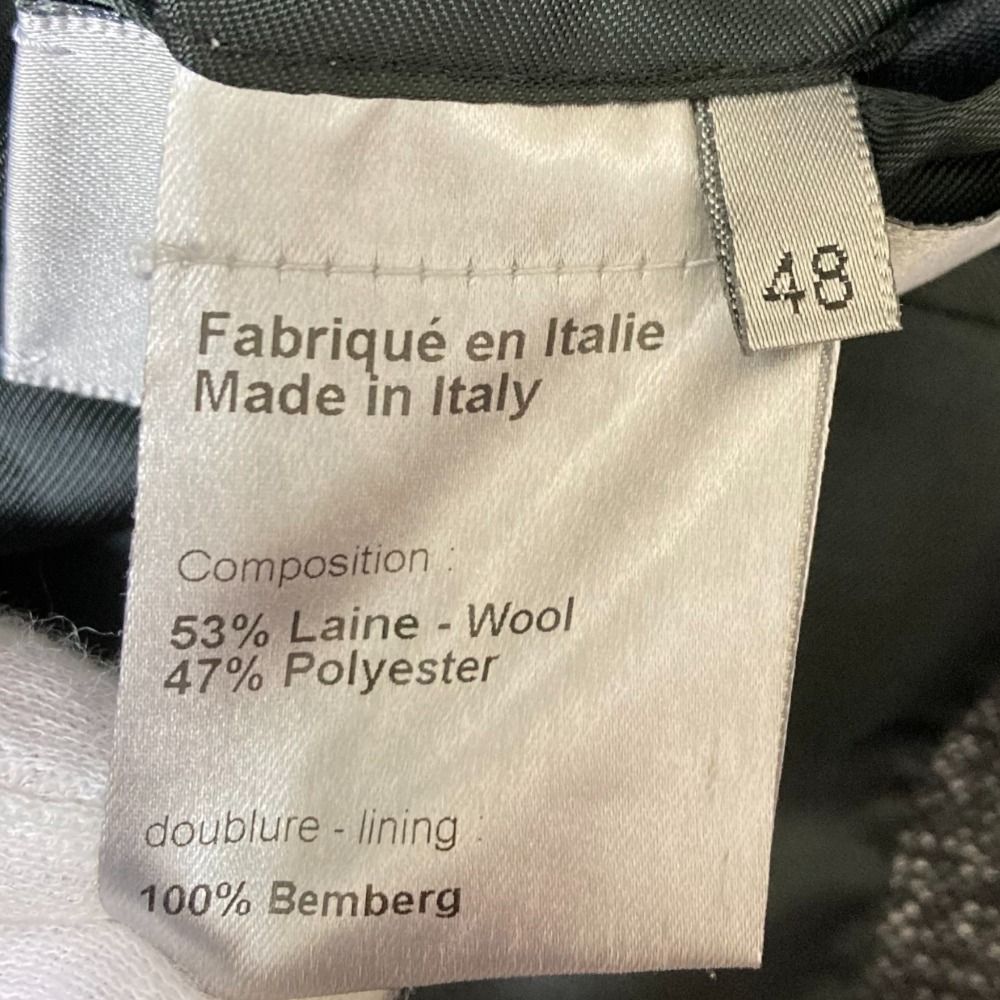 48
Fabriqué en Italie
Made in Italy
Composition :
53% Laine - Wool
47% Polyester
doublure - lining :
100% Bemberg